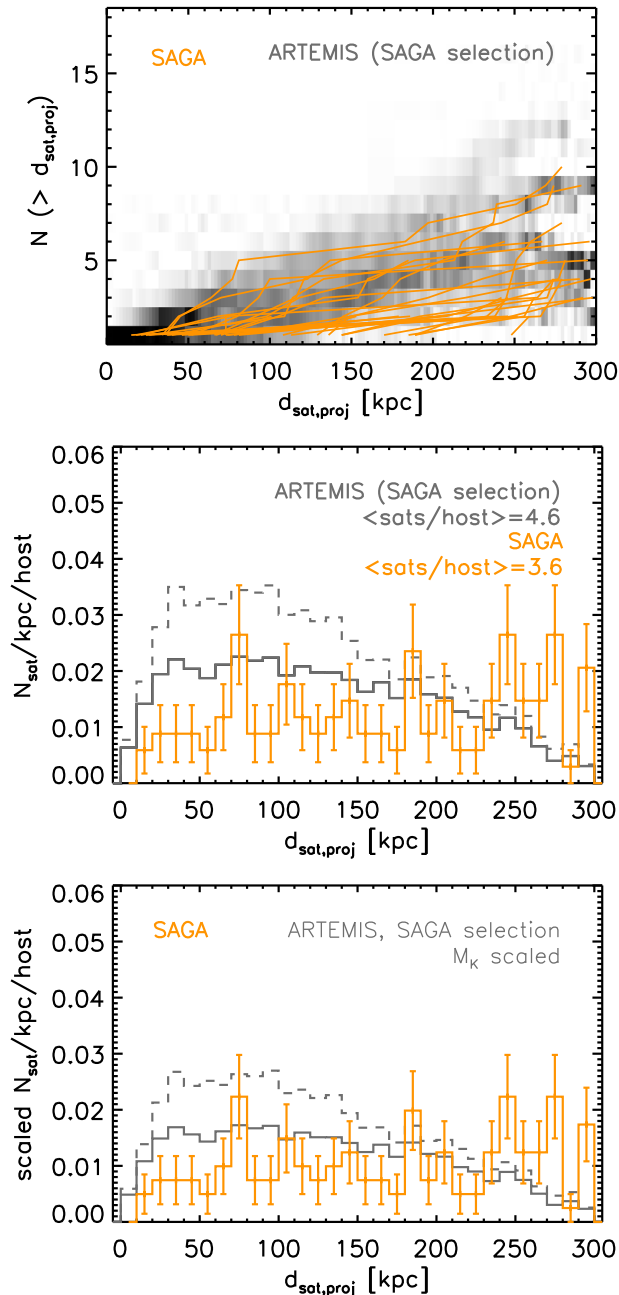 SAGA ARTEMIS (SAGA selection)
N (> d_sat,proj)
15
10
5
0 50 100 150 200 250 300
d_sat,proj [kpc]
0.06
0.05
0.04
0.03
0.02
0.01
0.00
N_sat/kpc/host
ARTEMIS (SAGA selection)
<sats/host>=4.6
SAGA
<sats/host>=3.6
0 50 100 150 200 250 300
d_sat,proj [kpc]
0.06
0.05
0.04
0.03
0.02
0.01
0.00
scaled N_sat/kpc/host
SAGA ARTEMIS, SAGA selection
M_K scaled
0 50 100 150 200 250 300
d_sat,proj [kpc]